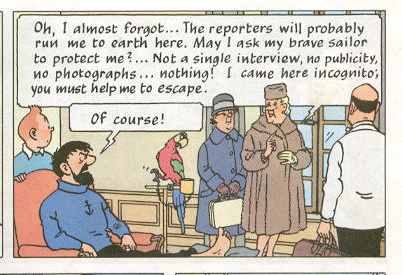 Oh, I almost forgot... The reporters will probably
run me to earth here. May I ask my brave sailor
to protect me?... Not a single interview, no publicity,
no photographs... nothing! I came here incognito;
you must help me to escape.
Of course!